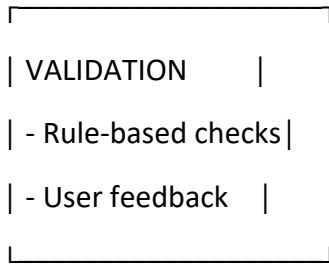 VALIDATION
- Rule-based checks
- User feedback